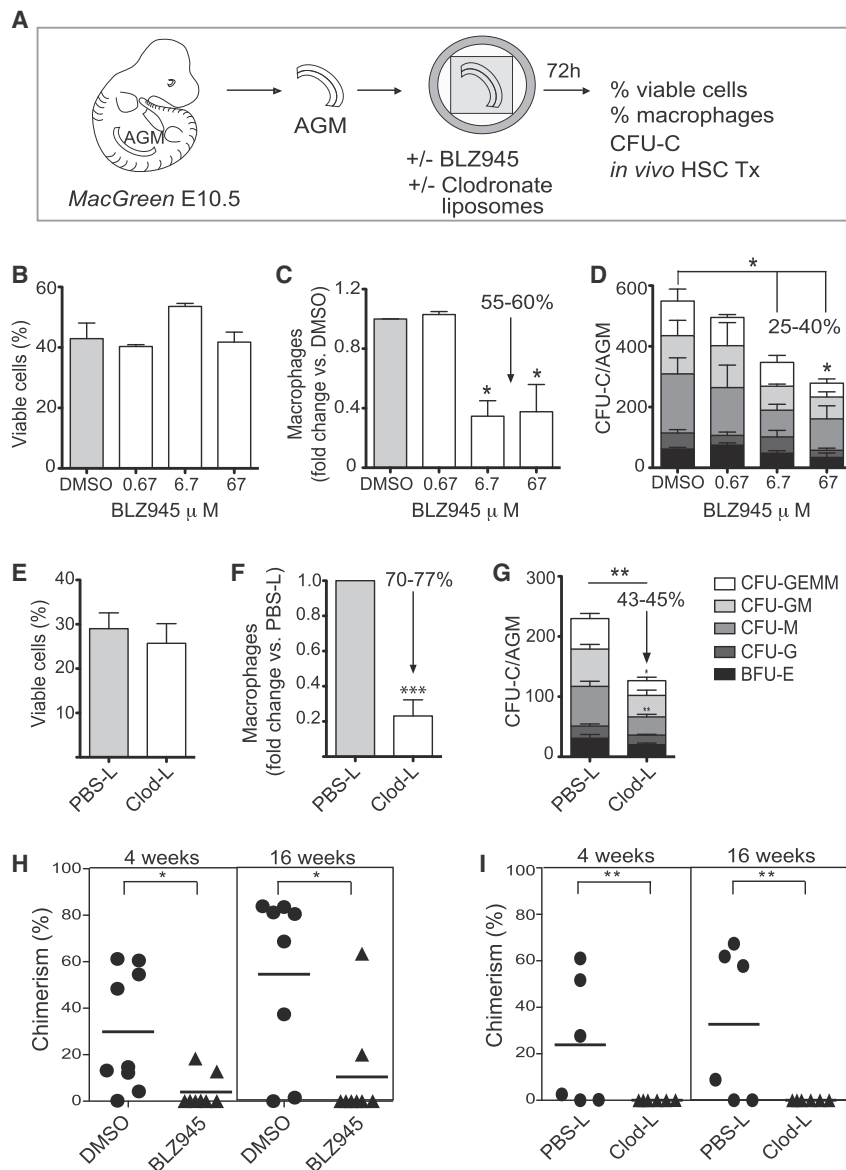 A
AGM
MacGreen E10.5
AGM
+/- BLZ945
+/- Clodronate
liposomes
72h
% viable cells
% macrophages
CFU-C
in vivo HSC Tx
B
Viable cells (%)
60
40
20
0
DMSO 0.67 6.7 67
BLZ945 μ M
C
Macrophages
(fold change vs. DMSO)
1.2
1.0
0.4
0
55-60%
* *
DMSO 0.67 6.7 67
BLZ945 μ M
D
CFU-C/AGM
600
400
200
0
*
25-40%
*
DMSO 0.67 6.7 67
BLZ945 μ M
E
Viable cells (%)
40
30
20
10
PBS-L Clod-L
F
Macrophages
(fold change vs. PBS-L)
1.0
0.6
0.2
70-77%
***
PBS-L Clod-L
G
CFU-C/AGM
300
200
100
0
**
43-45%
*
**
PBS-L Clod-L
CFU-GEMM
CFU-GM
CFU-M
CFU-G
BFU-E
H
Chimerism (%)
100
80
60
40
20
0
4 weeks 16 weeks
* *
DMSO BLZ945 DMSO BLZ945
I
Chimerism (%)
100
80
60
40
20
0
4 weeks 16 weeks
** **
PBS-L Clod-L PBS-L Clod-L